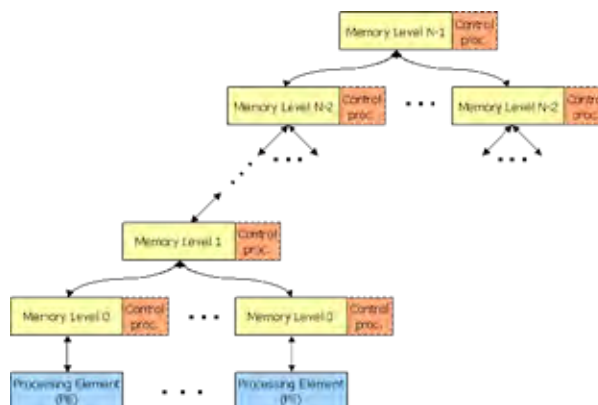 Memory Level N-1
Control
proc.
Memory Level N-2
Control
proc.
Memory Level N-2
Control
proc.
Memory Level 1
Control
proc.
Memory Level 0
Control
proc.
Memory Level 0
Control
proc.
Processing Element
(PE)
Processing Element
(PE)